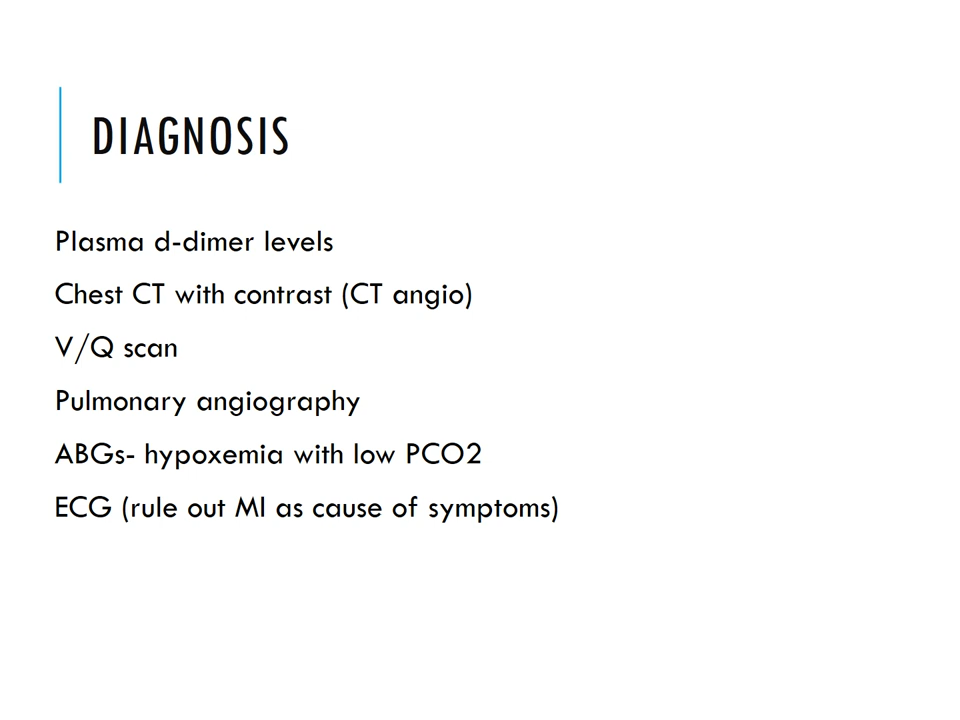 DIAGNOSIS
Plasma d-dimer levels
Chest CT with contrast (CT angio)
V/Q scan
Pulmonary angiography
ABGs- hypoxemia with low PCO2
ECG (rule out MI as cause of symptoms)